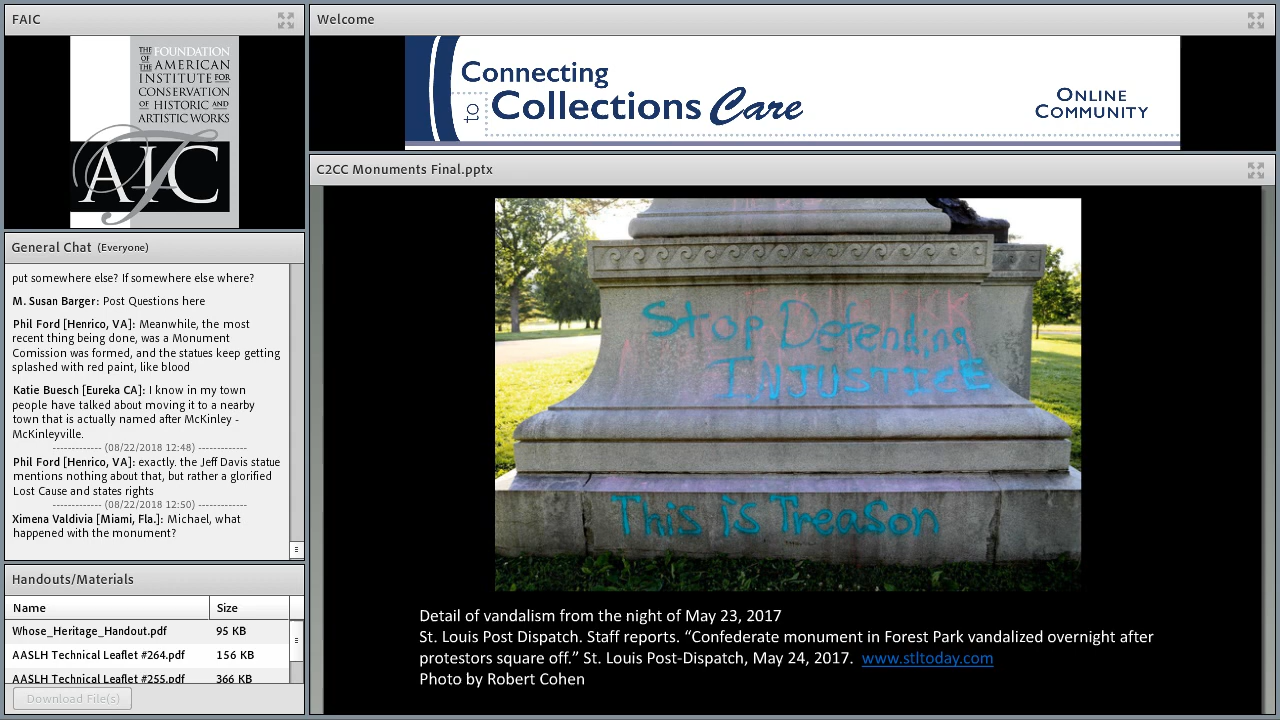 FAIC
THE FOUNDATION
OF THE AMERICAN
INSTITUTE FOR
CONSERVATION
OF HISTORIC AND
ARTISTIC WORKS
AIC
General Chat (Everyone)
put somewhere else? If somewhere else where?
M. Susan Barger: Post Questions here
Phil Ford [Henrico, VA]: Meanwhile, the most
recent thing being done, was a Monument
Comission was formed, and the statues keep getting
splashed with red paint, like blood
Katie Buesch [Eureka CA]: I know in my town
people have talked about moving it to a nearby
town that is actually named after McKinley -
McKinleyville.
------------- (08/22/2018 12:48) -------------
Phil Ford [Henrico, VA]: exactly. the Jeff Davis statue
mentions nothing about that, but rather a glorified
Lost Cause and states rights
------------- (08/22/2018 12:50) -------------
Ximena Valdivia [Miami, Fla.]: Michael, what
happened with the monument?
Handouts/Materials
Name Size
Whose_Heritage_Handout.pdf 95 KB
AASLH Technical Leaflet #264.pdf 156 KB
AASLH Technical Leaflet #255.pdf 366 KB
Download File(s)
Welcome
Connecting
to Collections Care
ONLINE
COMMUNITY
C2CC Monuments Final.pptx
Stop Defending
INJUSTICE
This is Treason
Detail of vandalism from the night of May 23, 2017
St. Louis Post Dispatch. Staff reports. “Confederate monument in Forest Park vandalized overnight after
protestors square off.” St. Louis Post-Dispatch, May 24, 2017. www.stltoday.com
Photo by Robert Cohen